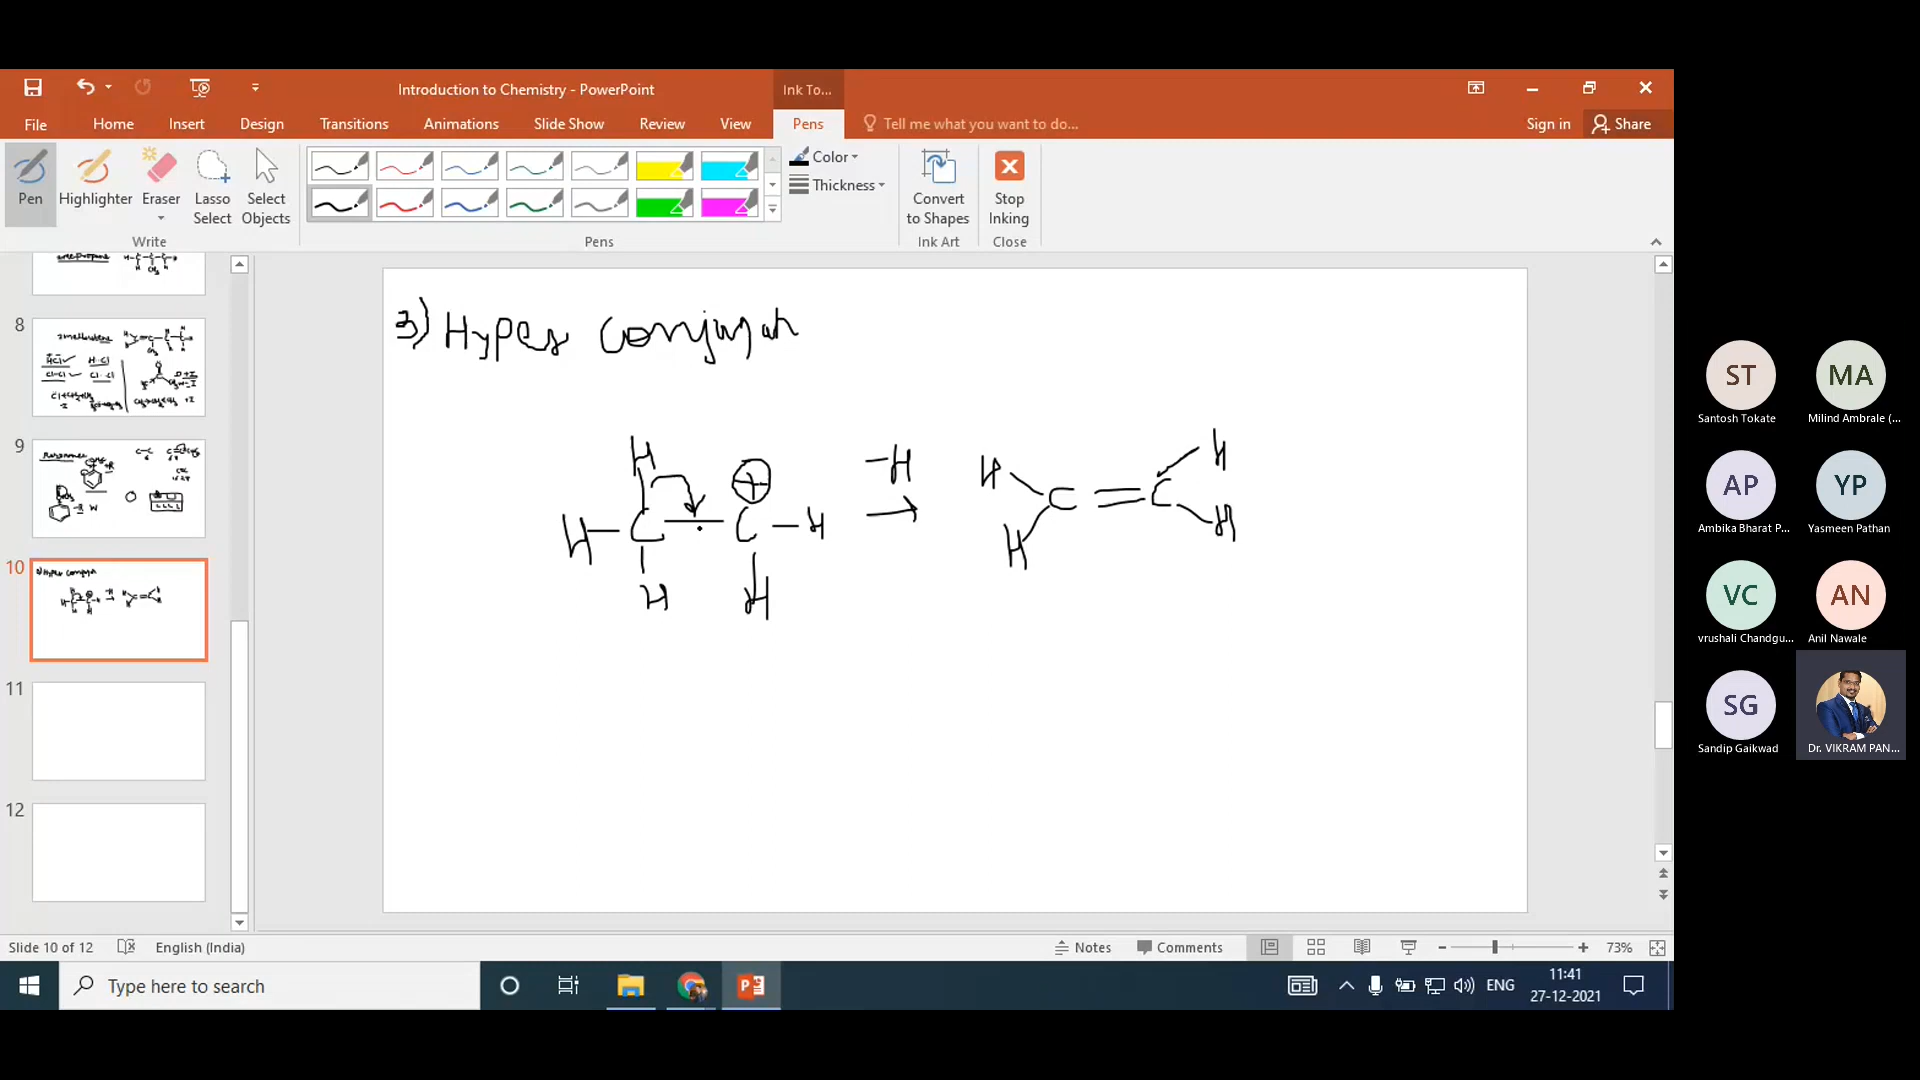 Introduction to Chemistry - PowerPoint
Ink To...
File Home Insert Design Transitions Animations Slide Show Review View Pens Tell me what you want to do... Sign in Share
Pen Highlighter Eraser Lasso Select Select Objects
Color
Thickness
Convert to Shapes
Stop Inking
Write Pens Ink Art Close
8
9
10
11
12
3) Hyper Conjugah
H H
H – C – C – H
H H
⊕
–H
H H
C = C
H H
ST MA
Santosh Tokate Milind Ambrale (...
AP YP
Ambika Bharat P... Yasmeen Pathan
VC AN
vrushali Chandgu... Anil Nawale
SG
Sandip Gaikwad Dr. VIKRAM PAN...
Slide 10 of 12 English (India) Notes Comments 73%
Type here to search ENG 11:41
27-12-2021